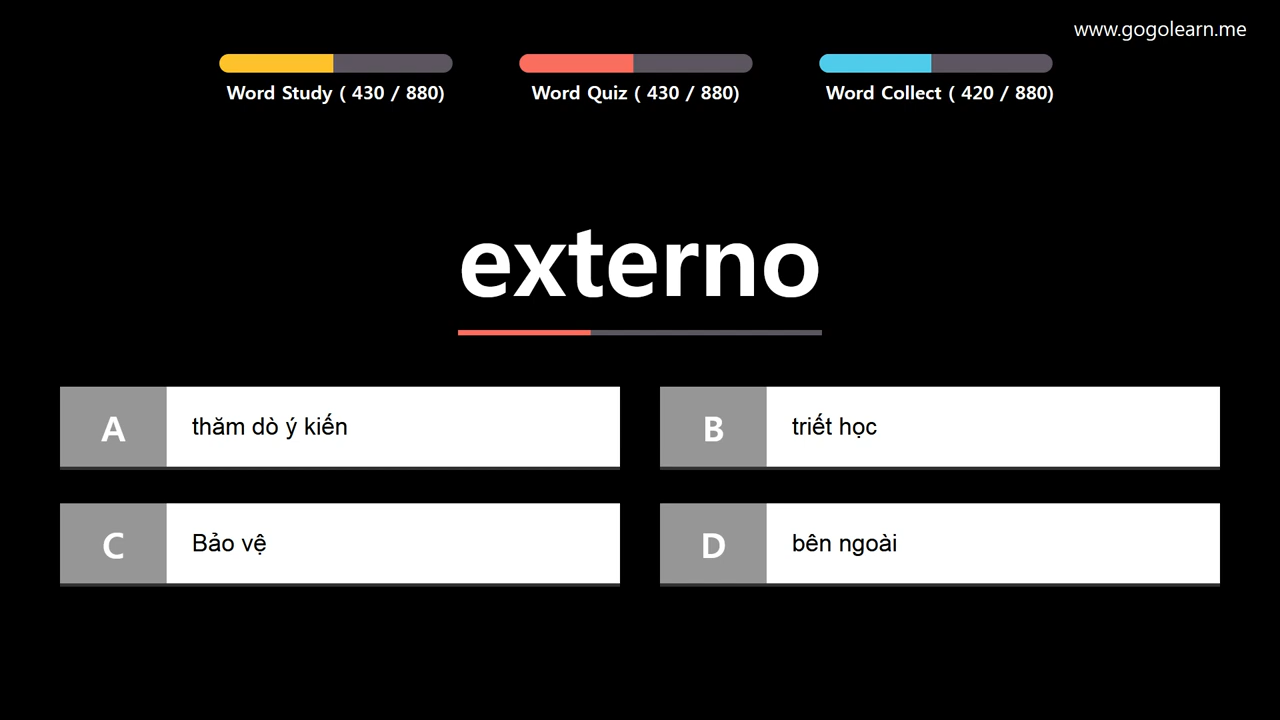 www.gogolearn.me
Word Study ( 430 / 880)
Word Quiz ( 430 / 880)
Word Collect ( 420 / 880)
externo
A thăm dò ý kiến
B triết học
C Bảo vệ
D bên ngoài